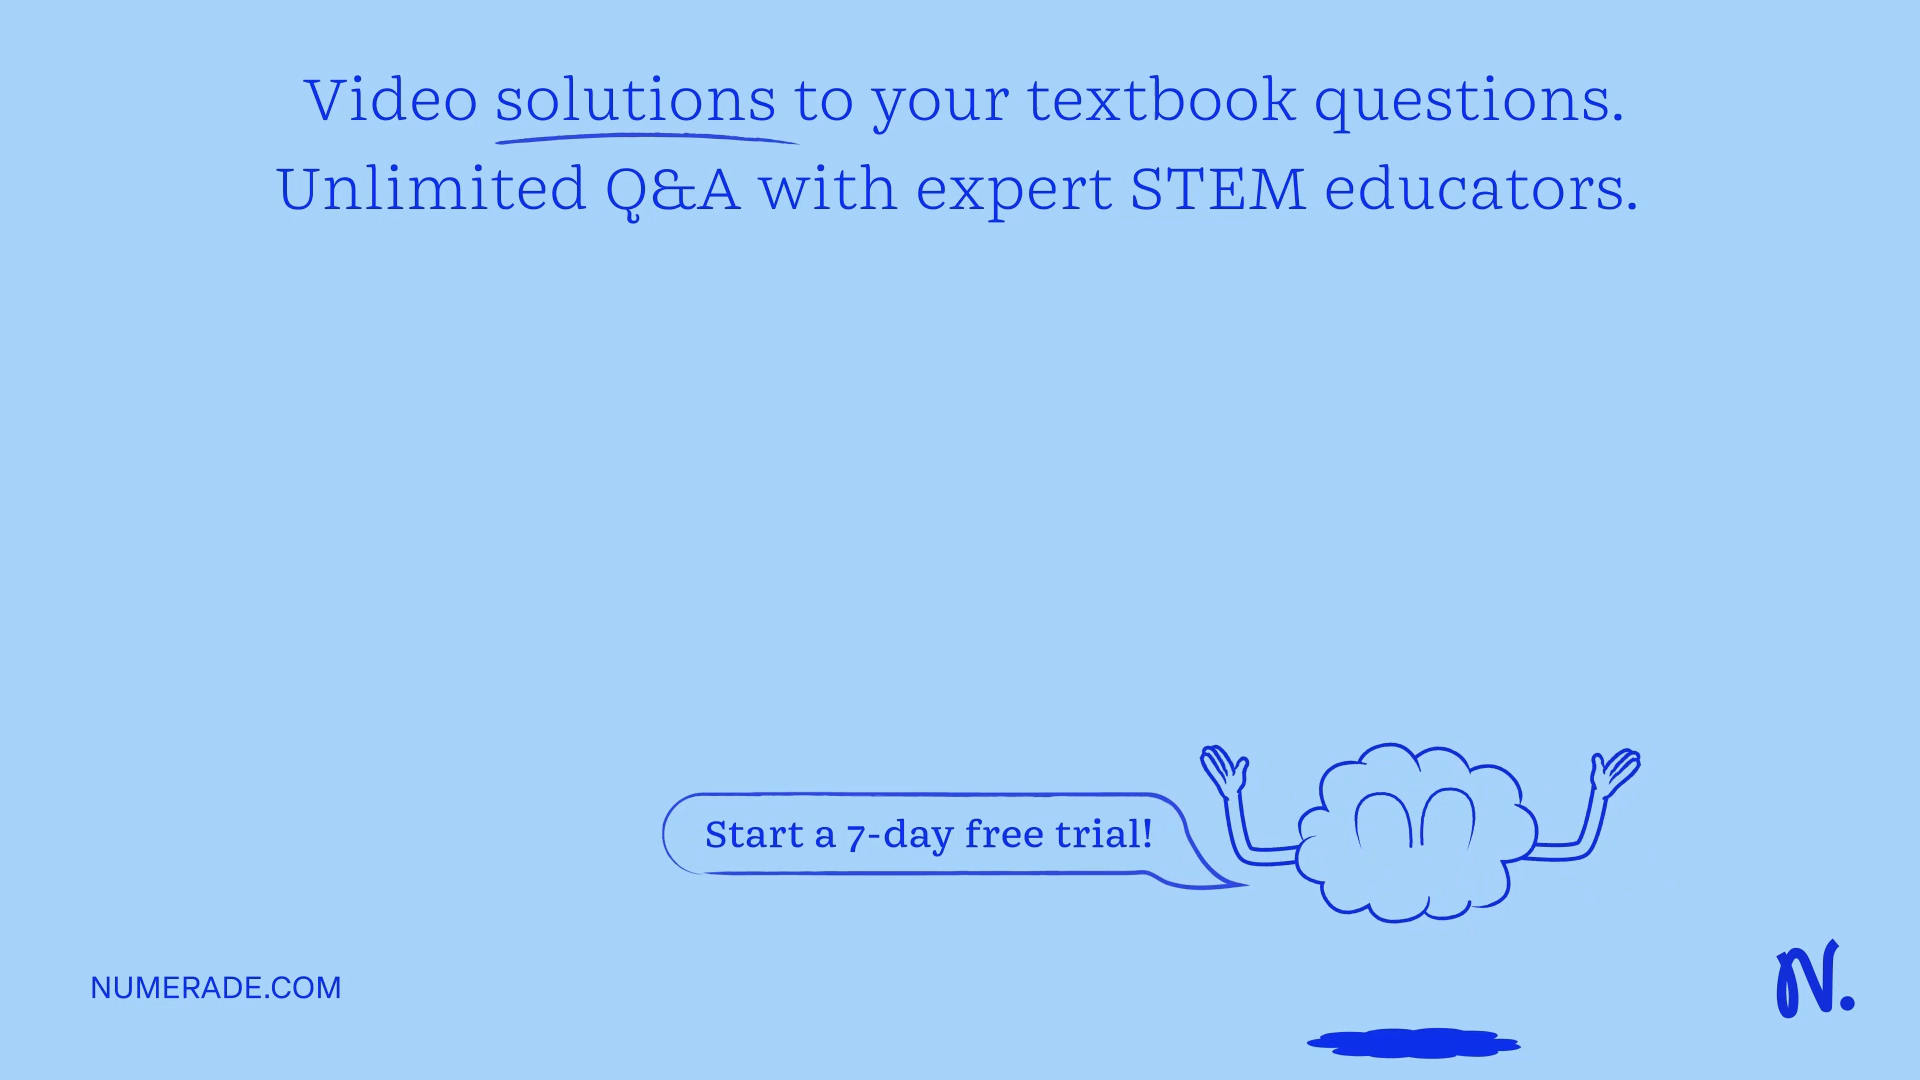 Video solutions to your textbook questions.
Unlimited Q&A with expert STEM educators.
Start a 7-day free trial!
NUMERADE.COM
N.